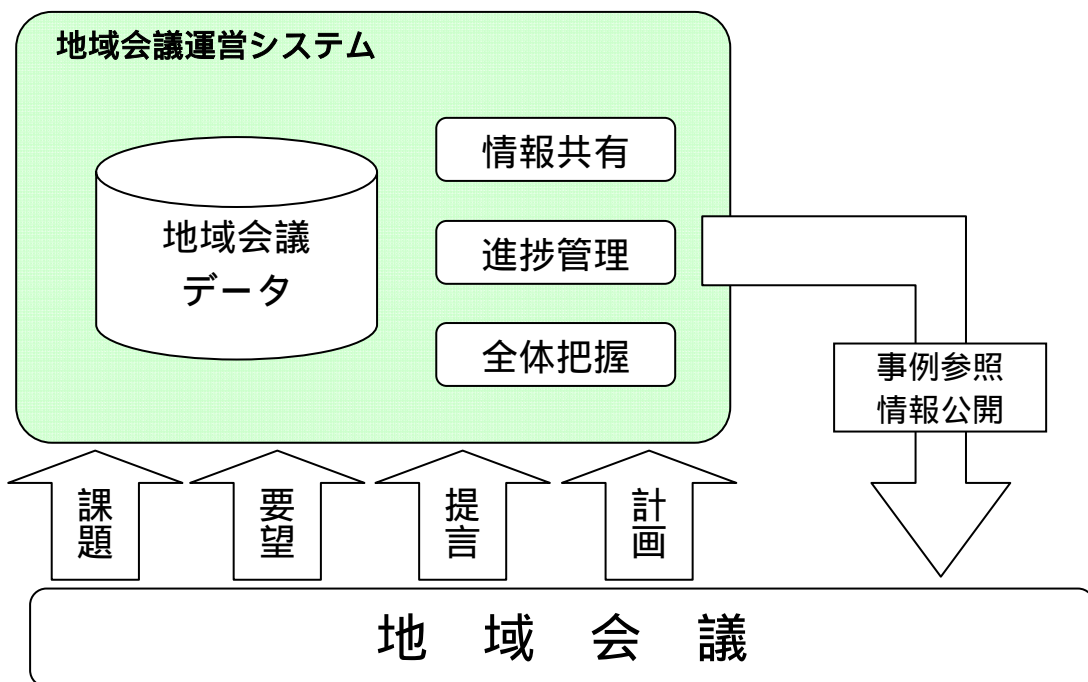 地域会議運営システム
地域会議
データ
情報共有
進捗管理
全体把握
事例参照
情報公開
課題
要望
提言
計画
地域会議